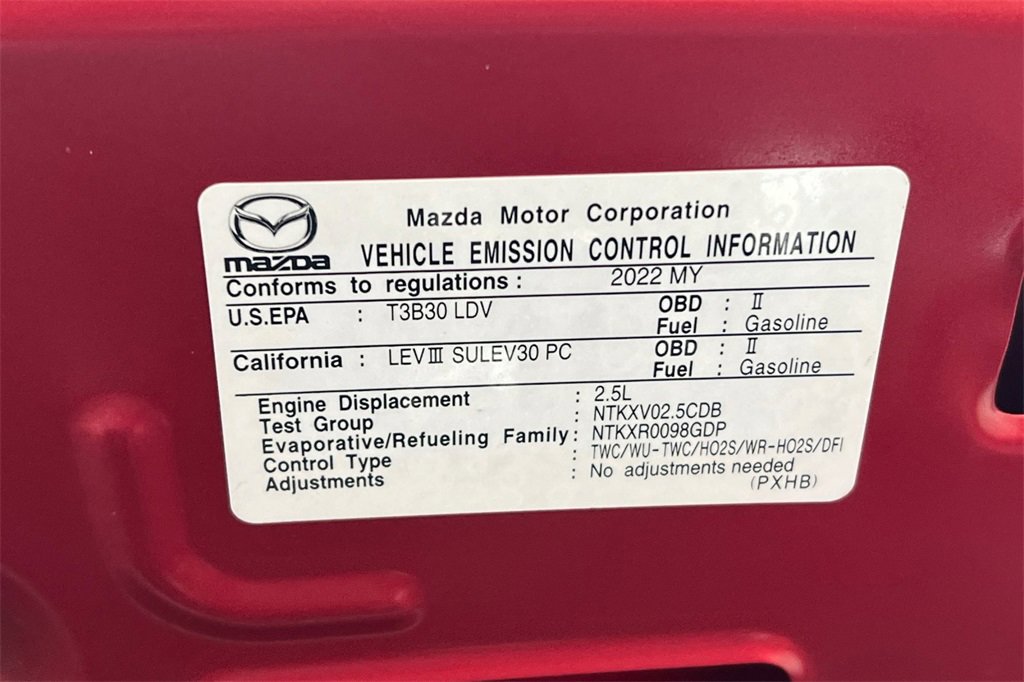 Mazda Motor Corporation
mazda VEHICLE EMISSION CONTROL INFORMATION
Conforms to regulations : 2022 MY
U.S.EPA : T3B30 LDV OBD : Ⅱ
Fuel : Gasoline
California : LEVⅢ SULEV30 PC OBD : Ⅱ
Fuel : Gasoline
Engine Displacement : 2.5L
Test Group : NTKXV02.5CDB
Evaporative/Refueling Family : NTKXR0098GDP
Control Type : TWC/WU-TWC/HO2S/WR-HO2S/DFI
Adjustments : No adjustments needed
(PXHB)